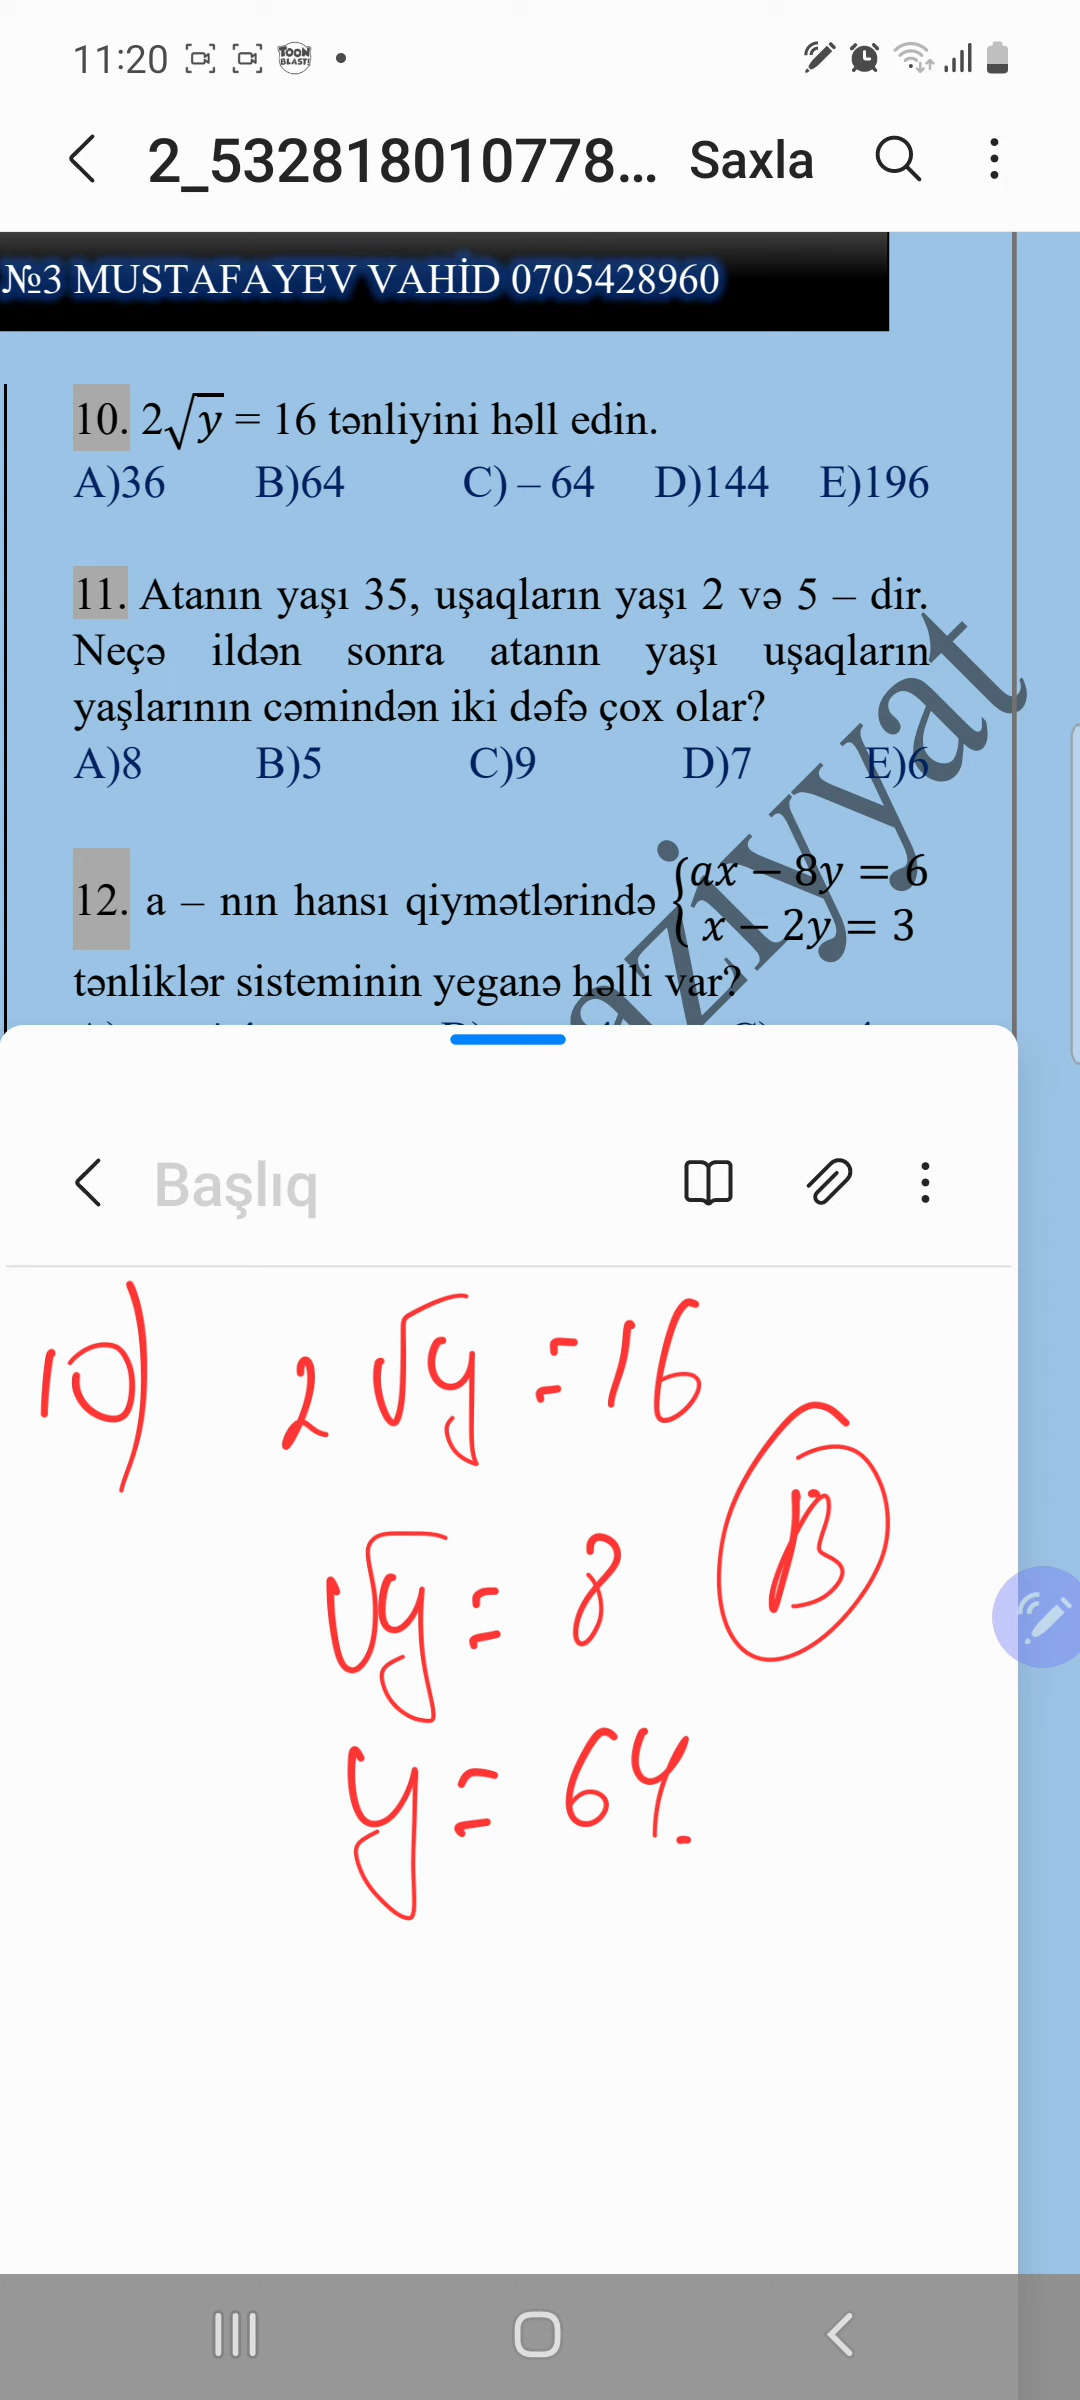 11:20 TOON BLAST!
2_532818010778... Saxla
№3 MUSTAFAYEV VAHİD 0705428960
10. 2√y = 16 tənliyini həll edin.
A)36 B)64 C) – 64 D)144 E)196
11. Atanın yaşı 35, uşaqların yaşı 2 və 5 – dir.
Neçə ildən sonra atanın yaşı uşaqların
yaşlarının cəmindən iki dəfə çox olar?
A)8 B)5 C)9 D)7 E)6
12. a – nın hansı qiymətlərində {ax – 8y = 6
x – 2y = 3
tənliklər sisteminin yeganə həlli var?
aziyyat
Başlıq
10) 2√y = 16
√y = 8 B
y = 64.